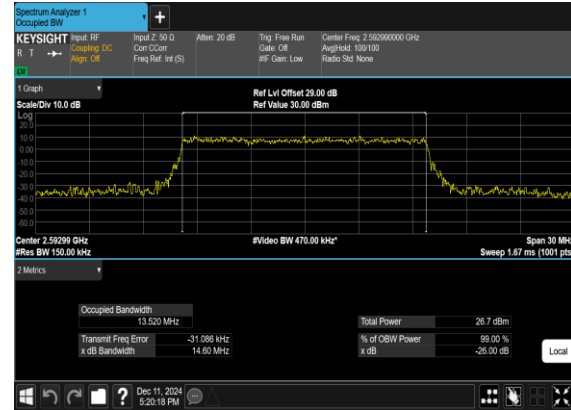 Spectrum Analyzer 1
Occupied BW
+
KEYSIGHT Input: RF Input Z: 50 Ω Atten: 20 dB Trig: Free Run Center Freq: 2.592990000 GHz
R T Coupling: DC Corr CCorr Gate: Off Avg|Hold: 100/100
Align: Off Freq Ref: Int (S) #IF Gain: Low Radio Std: None
LV
1 Graph
Ref Lvl Offset 29.00 dB
Scale/Div 10.0 dB Ref Value 30.00 dBm
Log
20.0
10.0
0.00
-10.0
-20.0
-30.0
-40.0
-50.0
-60.0
Center 2.59299 GHz #Video BW 470.00 kHz* Span 30 MHz
#Res BW 150.00 kHz Sweep 1.67 ms (1001 pts
2 Metrics
Occupied Bandwidth
13.520 MHz Total Power 26.7 dBm
Transmit Freq Error -31.086 kHz % of OBW Power 99.00 %
x dB Bandwidth 14.60 MHz x dB -26.00 dB
Local
? Dec 11, 2024
5:20:18 PM